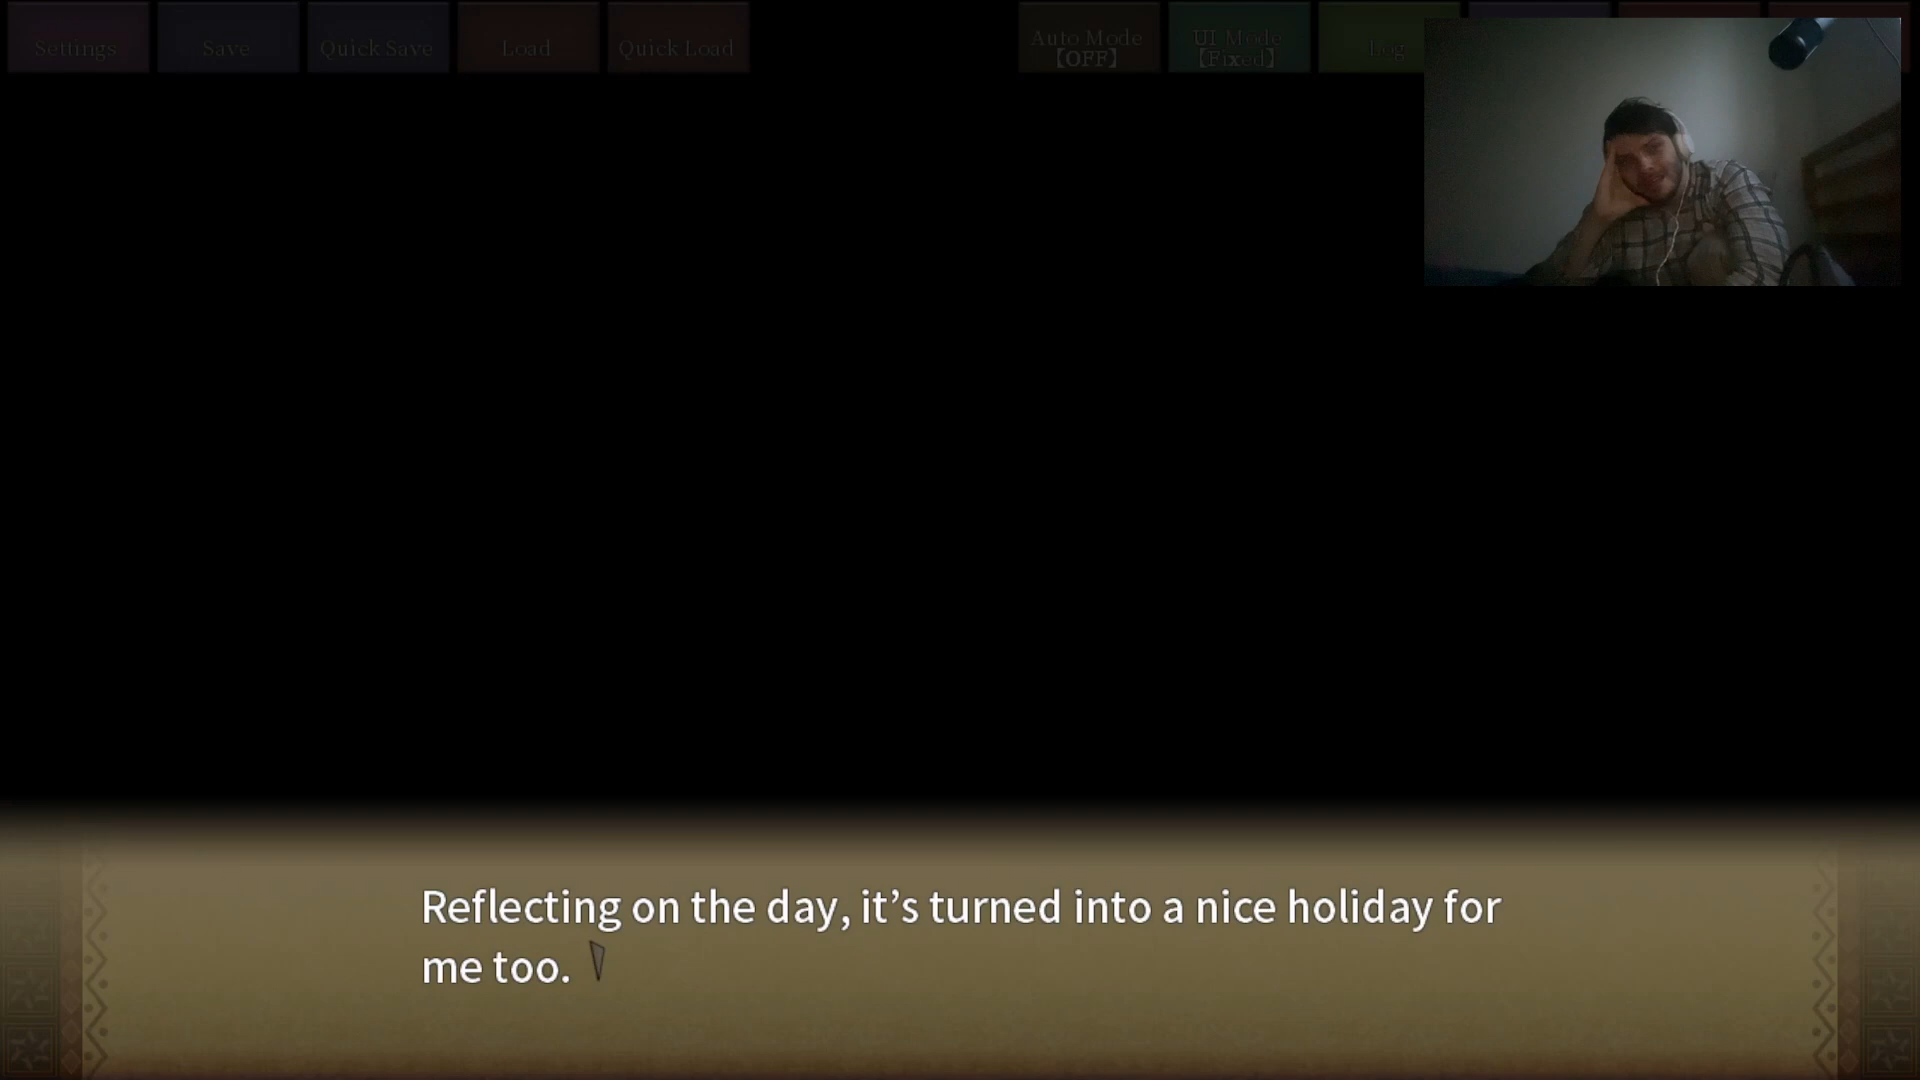 Settings
Save
Quick Save
Load
Quick Load
Auto Mode
【OFF】
UI Mode
【Fixed】
Log
Reflecting on the day, it’s turned into a nice holiday for
me too.